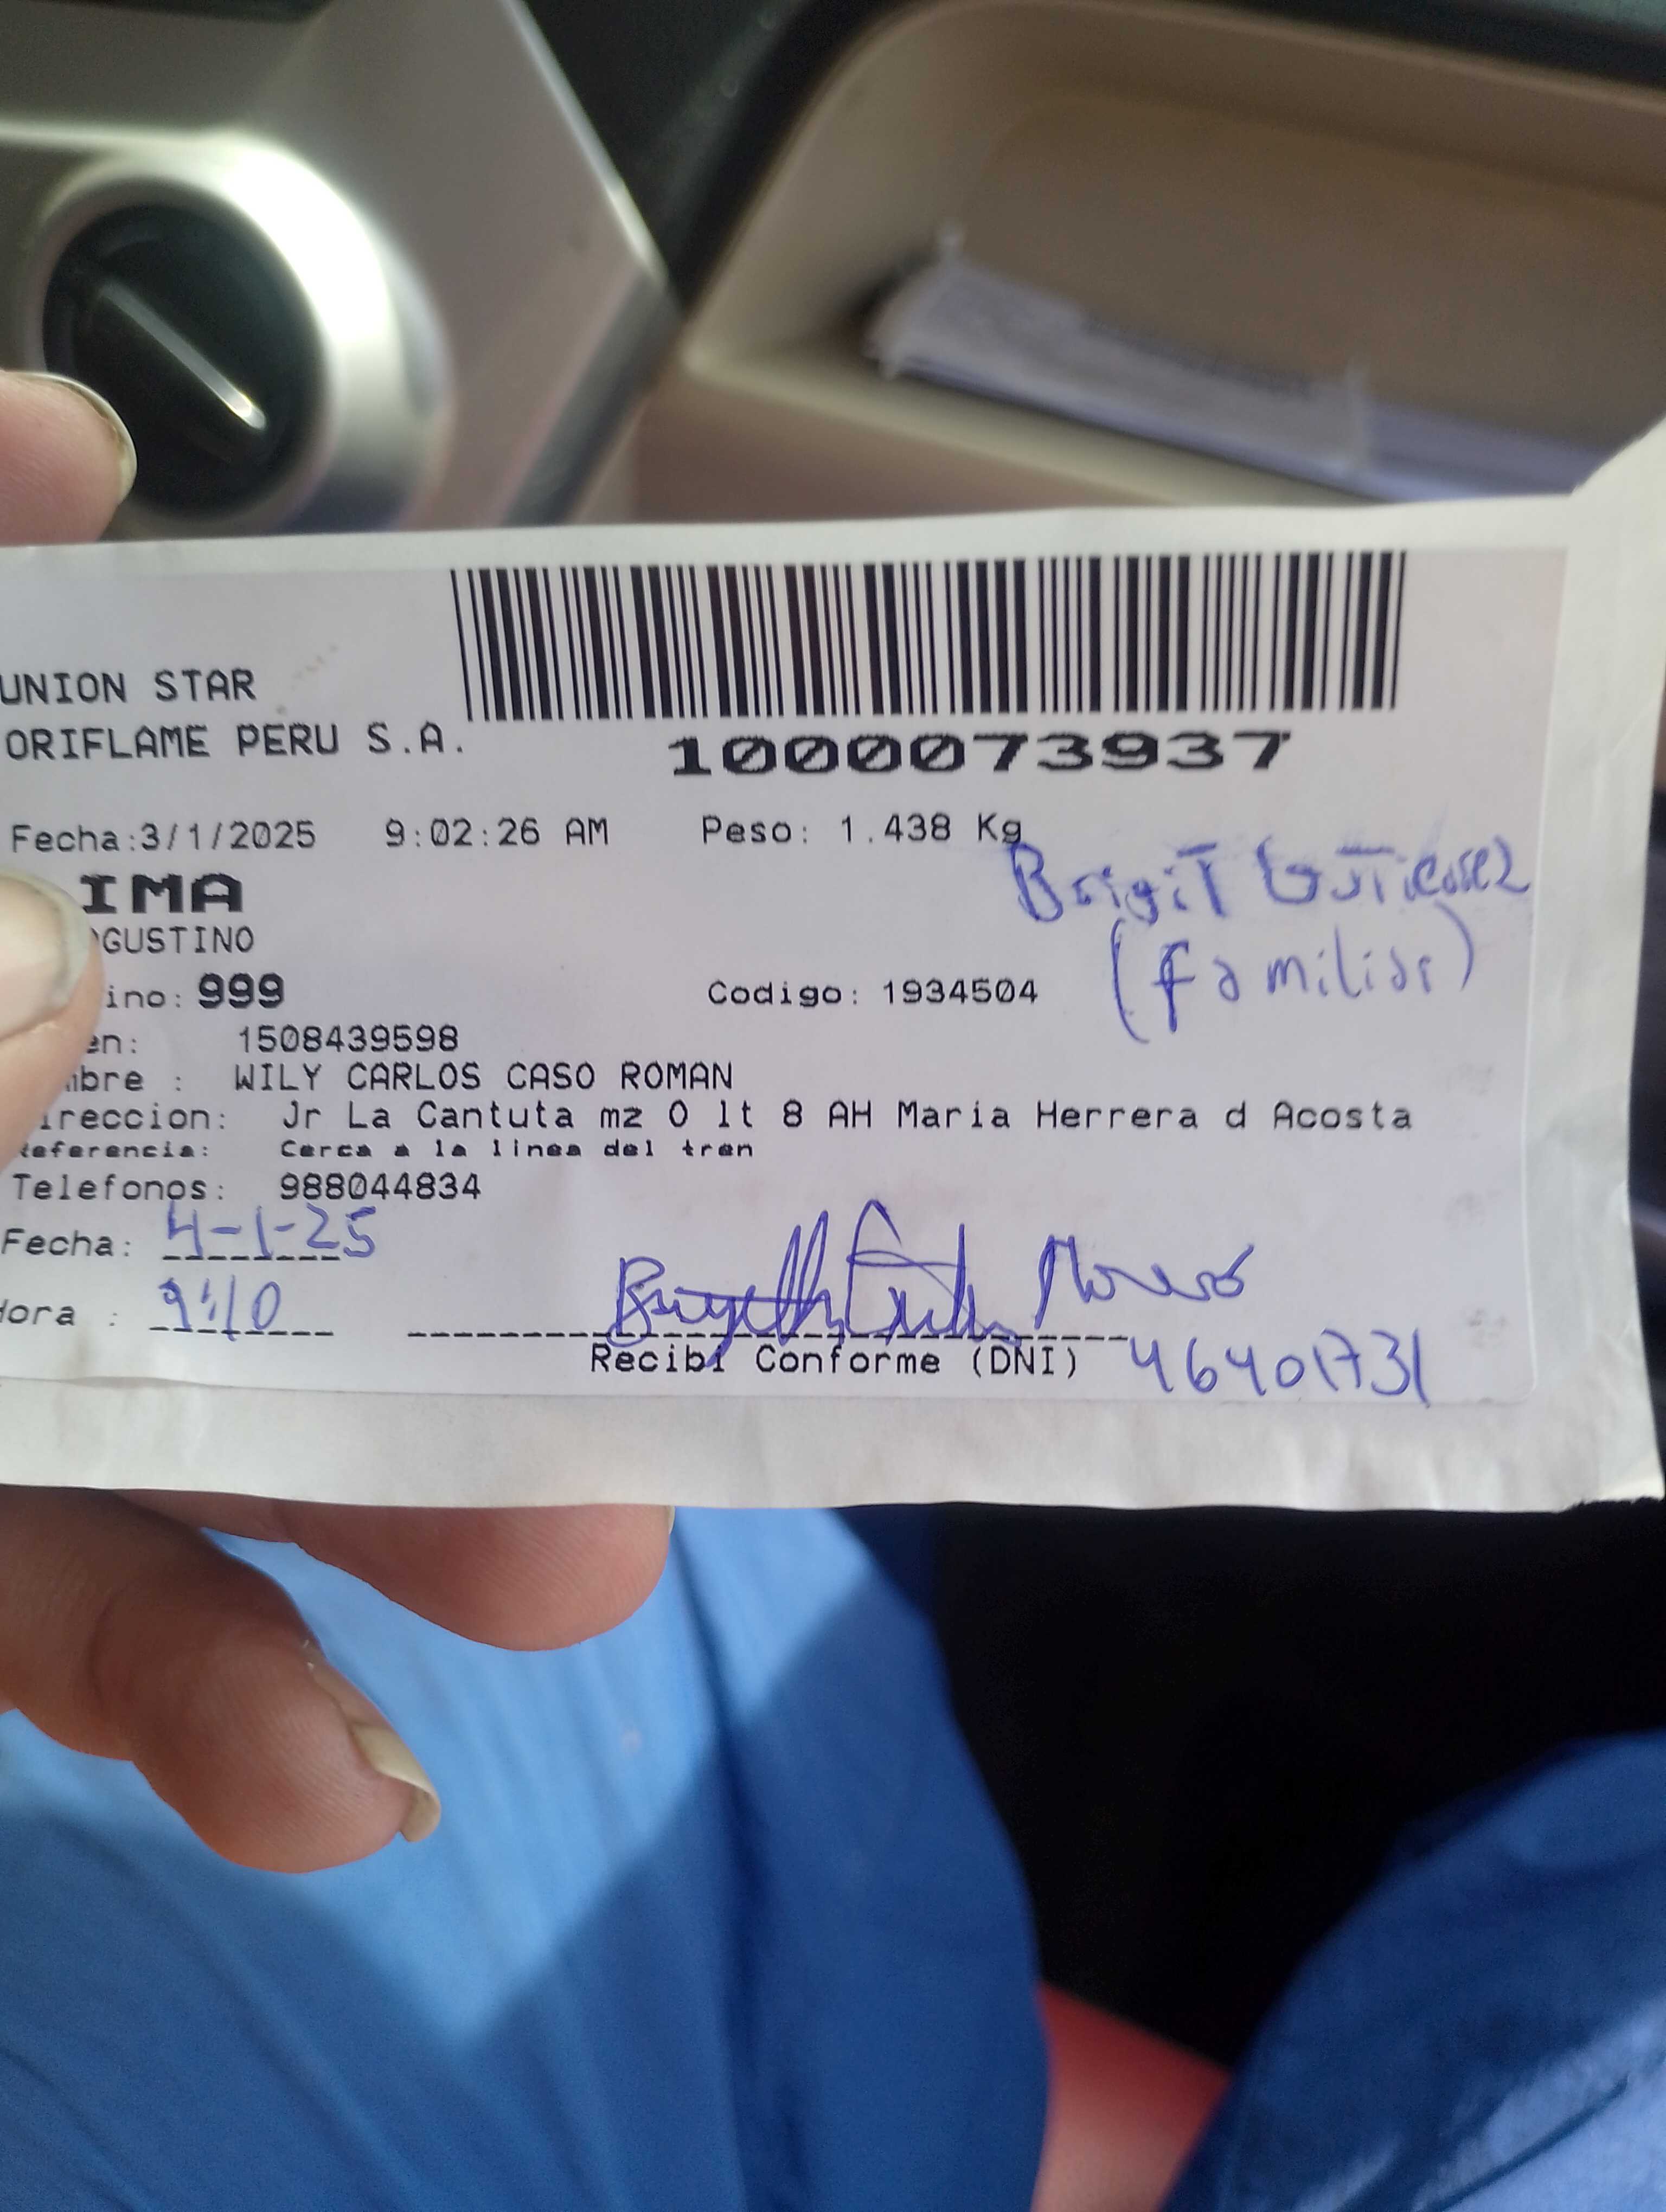 UNION STAR
ORIFLAME PERU S.A.
1000073937
Fecha:3/1/2025 9:02:26 AM Peso: 1.438 Kg
IMA
GUSTINO
Brigit Gutierrez
(familiar)
ino: 999 Codigo: 1934504
en: 1508439598
mbre : WILY CARLOS CASO ROMAN
ireccion: Jr La Cantuta mz O lt 8 AH Maria Herrera d Acosta
Referencia: Cerca a la linea del tren
Telefonos: 988044834
Fecha: 4-1-25
Hora : 9:10
Recibi Conforme (DNI) 46401731